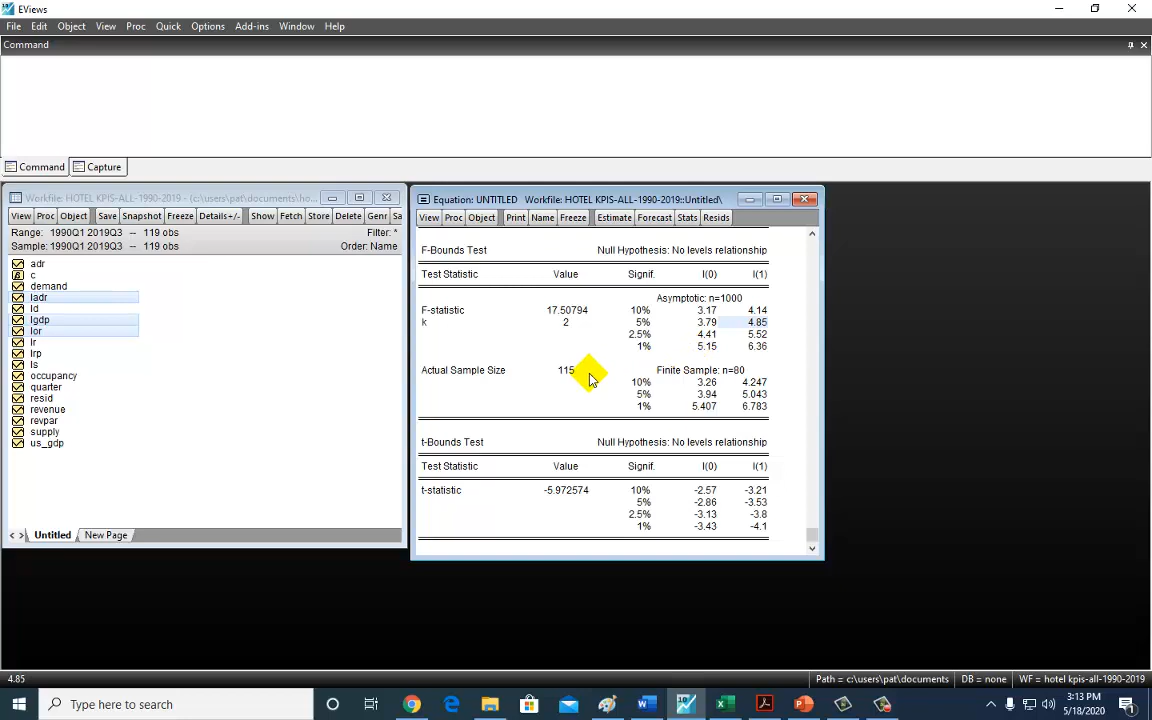 EViews
File Edit Object View Proc Quick Options Add-ins Window Help
Command
Command Capture
Workfile: HOTEL KPIS-ALL-1990-2019 - (c:\users\pat\documents\ho...
View Proc Object Save Snapshot Freeze Details+/- Show Fetch Store Delete Genr Sa
Range: 1990Q1 2019Q3 -- 119 obs Filter: *
Sample: 1990Q1 2019Q3 -- 119 obs Order: Name
adr
c
demand
ladr
ld
lgdp
lor
lr
lrp
ls
occupancy
quarter
resid
revenue
revpar
supply
us_gdp
Untitled New Page
Equation: UNTITLED Workfile: HOTEL KPIS-ALL-1990-2019::Untitled\
View Proc Object Print Name Freeze Estimate Forecast Stats Resids
F-Bounds Test Null Hypothesis: No levels relationship
Test Statistic Value Signif. I(0) I(1)
Asymptotic: n=1000
F-statistic 17.50794 10% 3.17 4.14
k 2 5% 3.79 4.85
2.5% 4.41 5.52
1% 5.15 6.36
Actual Sample Size 115 Finite Sample: n=80
10% 3.26 4.247
5% 3.94 5.043
1% 5.407 6.783
t-Bounds Test Null Hypothesis: No levels relationship
Test Statistic Value Signif. I(0) I(1)
t-statistic -5.972574 10% -2.57 -3.21
5% -2.86 -3.53
2.5% -3.13 -3.8
1% -3.43 -4.1
4.85 Path = c:\users\pat\documents DB = none WF = hotel kpis-all-1990-2019
Type here to search
3:13 PM
5/18/2020
1